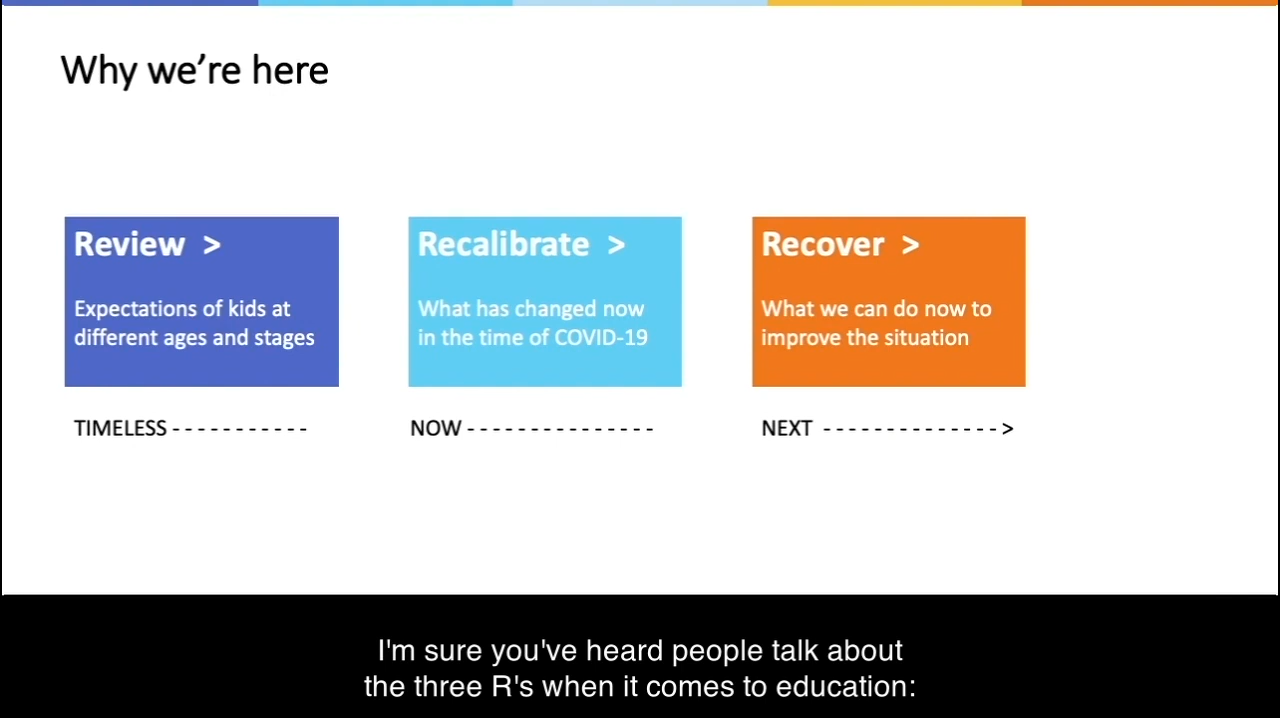 Why we’re here
Review >
Expectations of kids at
different ages and stages
TIMELESS - - - - - - - - - - -
Recalibrate >
What has changed now
in the time of COVID-19
NOW - - - - - - - - - - - - - - -
Recover >
What we can do now to
improve the situation
NEXT - - - - - - - - - - - - - - >
I'm sure you've heard people talk about
the three R's when it comes to education: